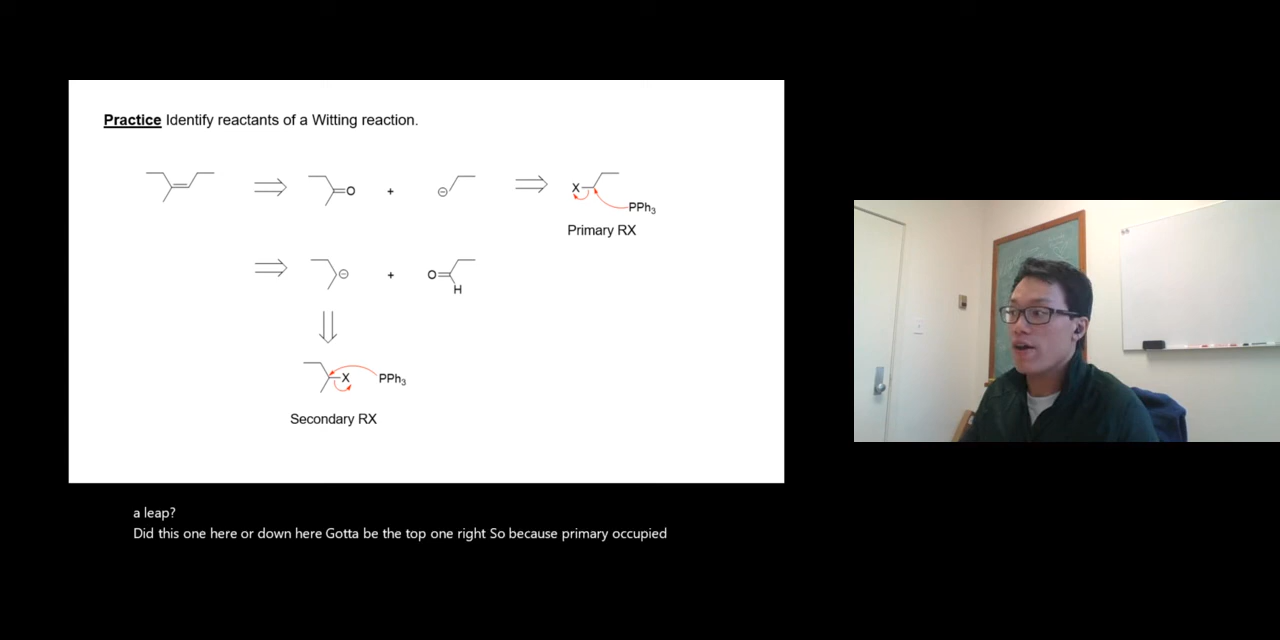 Practice Identify reactants of a Witting reaction.
O + ⊖ X PPh3
Primary RX
⊖ + O H
X PPh3
Secondary RX
a leap?
Did this one here or down here Gotta be the top one right So because primary occupied